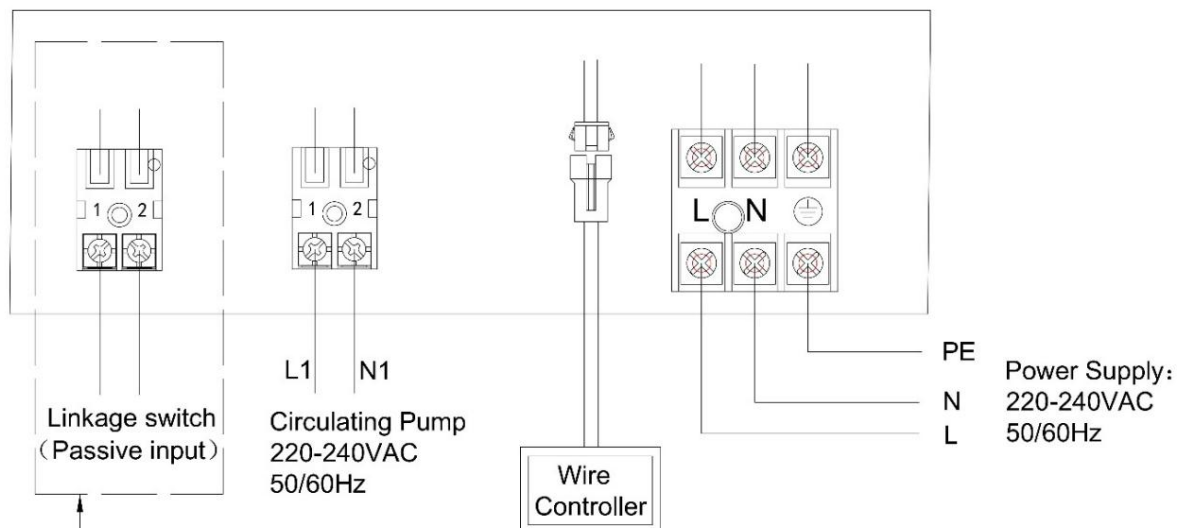 1 2
1 2
L N
L1 N1
PE
Power Supply：
N
220-240VAC
L
50/60Hz
Linkage switch
（Passive input）
Circulating Pump
220-240VAC
50/60Hz
Wire
Controller